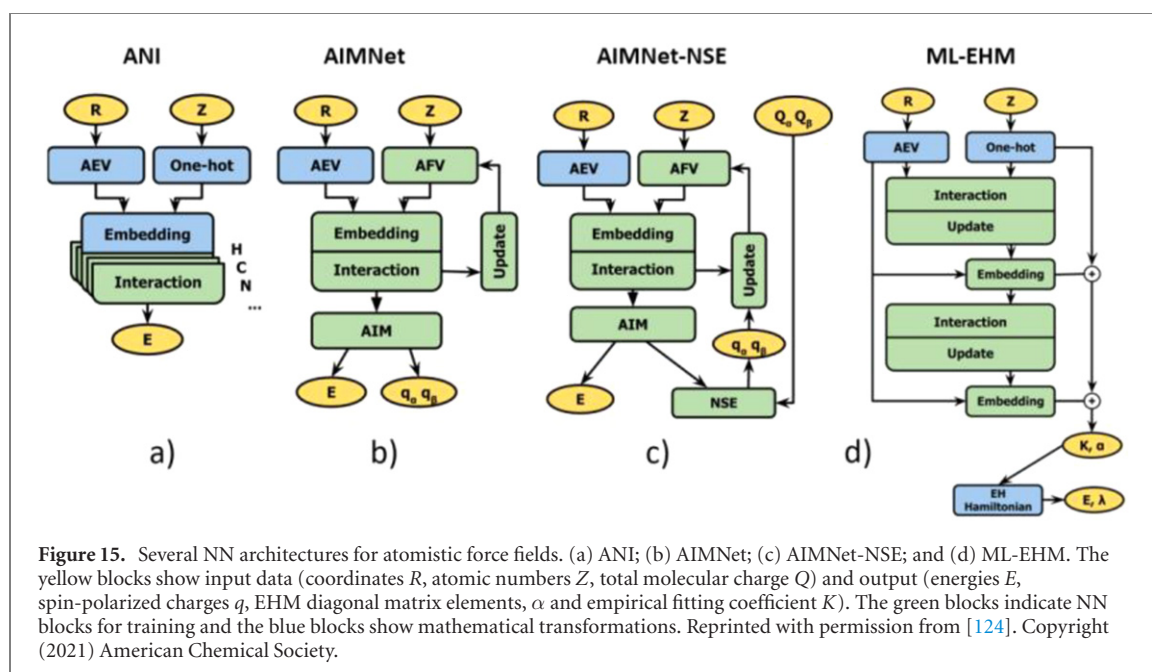 ANI
AIMNet
AIMNet-NSE
ML-EHM
R
Z
AEV
One-hot
Embedding
Interaction
H
C
N
...
E
a)
R
Z
AEV
AFV
Embedding
Interaction
Update
AIM
E
qα qβ
b)
R
Z
Qα Qβ
AEV
AFV
Embedding
Interaction
Update
AIM
qα qβ
E
NSE
c)
R
Z
AEV
One-hot
Interaction
Update
Embedding
+
Interaction
Update
Embedding
+
K, α
EH
Hamiltonian
E, λ
d)
Figure 15. Several NN architectures for atomistic force fields. (a) ANI; (b) AIMNet; (c) AIMNet-NSE; and (d) ML-EHM. The
yellow blocks show input data (coordinates R, atomic numbers Z, total molecular charge Q) and output (energies E,
spin-polarized charges q, EHM diagonal matrix elements, α and empirical fitting coefficient K). The green blocks indicate NN
blocks for training and the blue blocks show mathematical transformations. Reprinted with permission from [124]. Copyright
(2021) American Chemical Society.